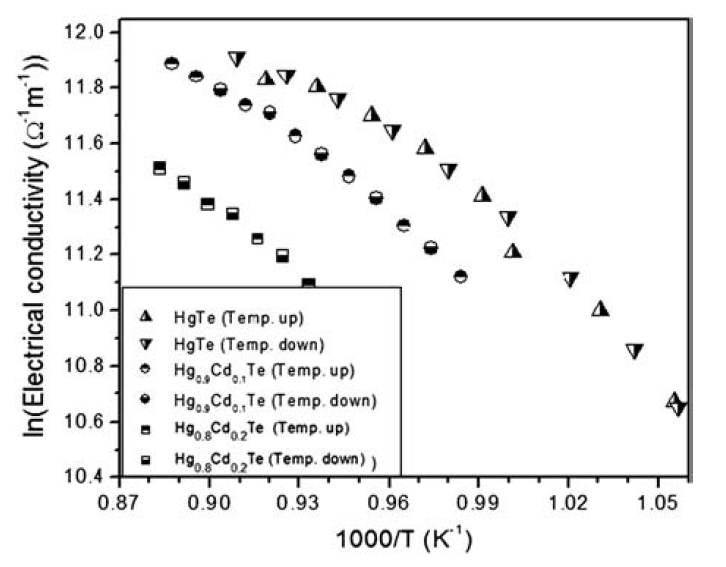 ln(Electrical conductivity (Ω⁻¹m⁻¹))
12.0
11.8
11.6
11.4
11.2
11.0
10.8
10.6
10.4
HgTe (Temp. up)
HgTe (Temp. down)
Hg₀.₉Cd₀.₁Te (Temp. up)
Hg₀.₉Cd₀.₁Te (Temp. down)
Hg₀.₈Cd₀.₂Te (Temp. up)
Hg₀.₈Cd₀.₂Te (Temp. down) )
0.87 0.90 0.93 0.96 0.99 1.02 1.05
1000/T (K⁻¹)